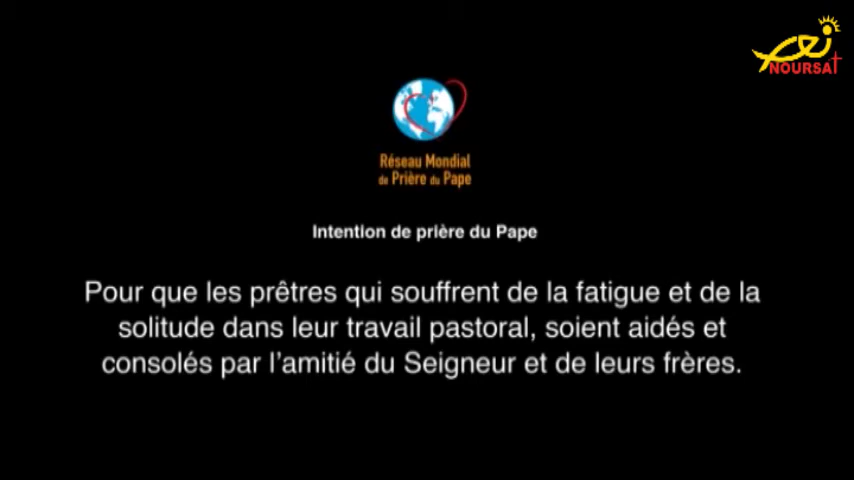 NOURSAT
Réseau Mondial
de Prière du Pape
Intention de prière du Pape
Pour que les prêtres qui souffrent de la fatigue et de la
solitude dans leur travail pastoral, soient aidés et
consolés par l'amitié du Seigneur et de leurs frères.